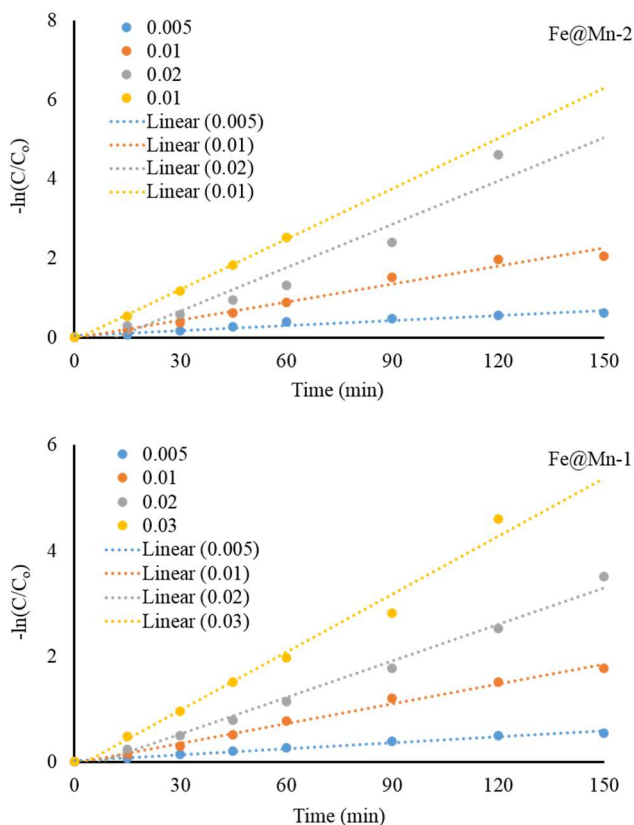 8
6
4
2
0
-ln(C/Co)
0.005
0.01
0.02
0.01
Linear (0.005)
Linear (0.01)
Linear (0.02)
Linear (0.01)
Fe@Mn-2
0 30 60 90 120 150
Time (min)
6
4
2
0
-ln(C/Co)
0.005
0.01
0.02
0.03
Linear (0.005)
Linear (0.01)
Linear (0.02)
Linear (0.03)
Fe@Mn-1
0 30 60 90 120 150
Time (min)